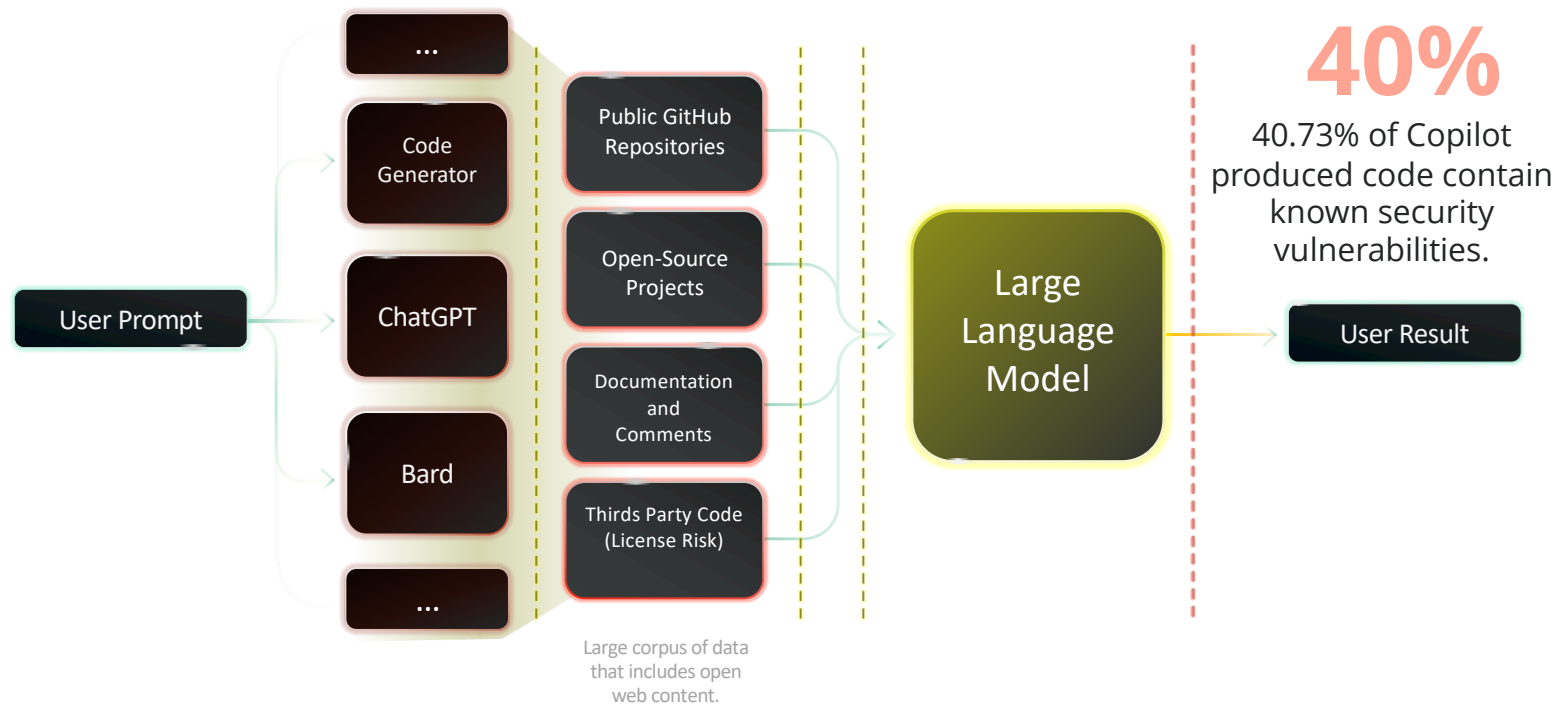 User Prompt
...
Code
Generator
ChatGPT
Bard
...
Public GitHub
Repositories
Open-Source
Projects
Documentation
and
Comments
Thirds Party Code
(License Risk)
Large corpus of data
that includes open
web content.
Large
Language
Model
40%
40.73% of Copilot
produced code contain
known security
vulnerabilities.
User Result